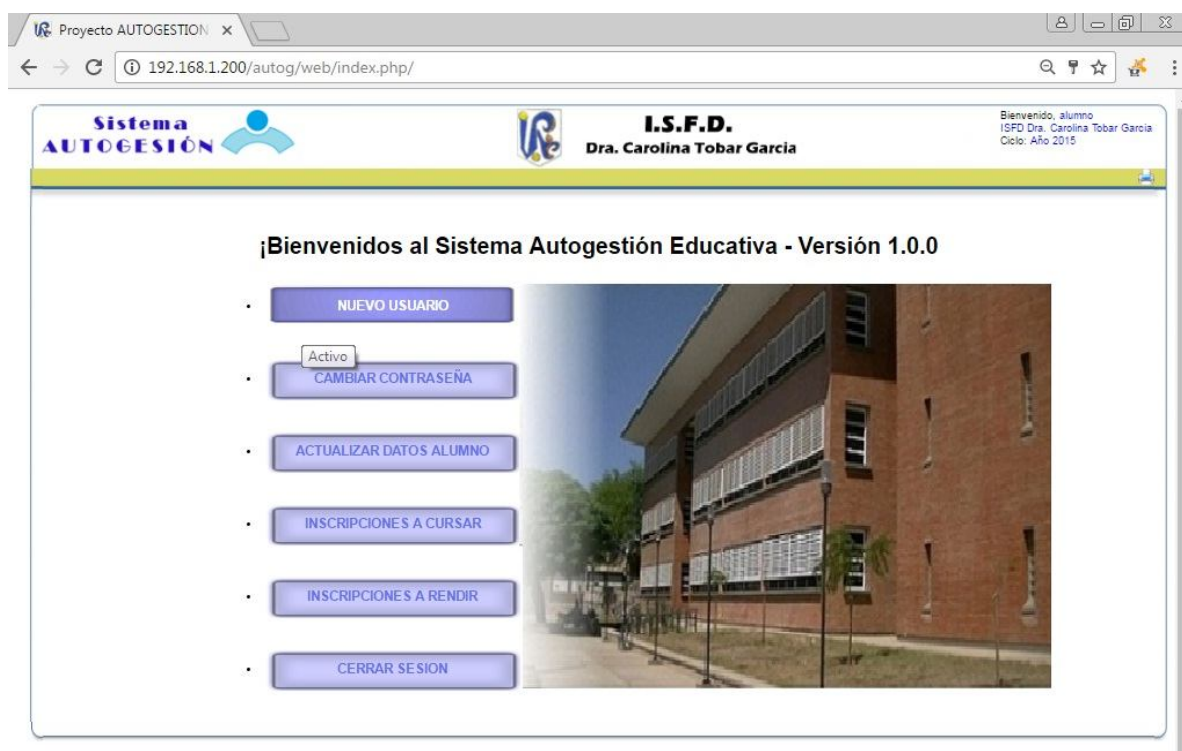 Proyecto AUTOGESTION
192.168.1.200/autog/web/index.php/
Sistema
AUTOGESIÓN
I.S.F.D.
Dra. Carolina Tobar Garcia
Bienvenido, alumno
ISFD Dra. Carolina Tobar Garcia
Ciclo: Año 2015
¡Bienvenidos al Sistema Autogestión Educativa - Versión 1.0.0
NUEVO USUARIO
Activo
CAMBIAR CONTRASEÑA
ACTUALIZAR DATOS ALUMNO
INSCRIPCIONES A CURSAR
INSCRIPCIONES A RENDIR
CERRAR SESION